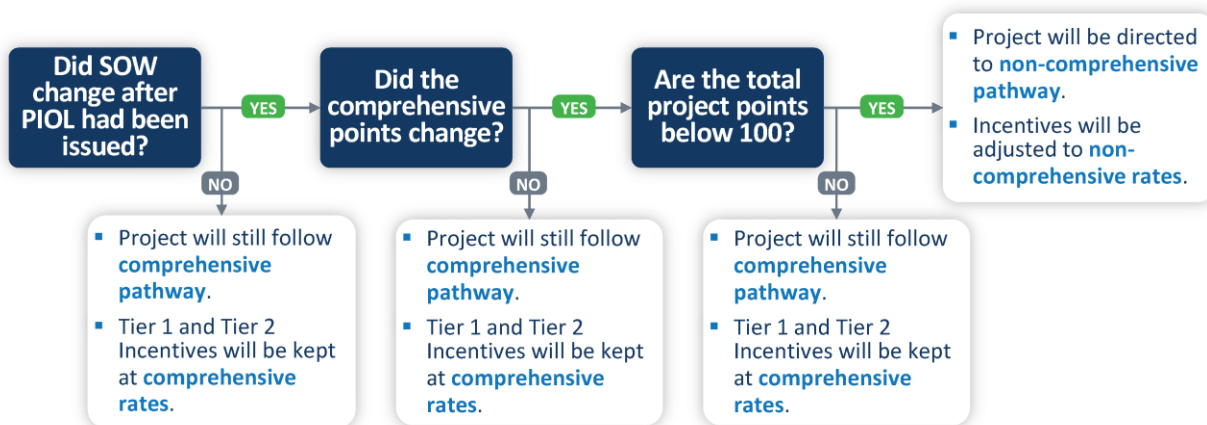 Did SOW
change after
PIOL had been
issued?
YES
NO
Did the
comprehensive
points change?
YES
NO
Are the total
project points
below 100?
YES
NO
▪ Project will be directed
to non-comprehensive
pathway.
▪ Incentives will be
adjusted to non-
comprehensive rates.
▪ Project will still follow
comprehensive
pathway.
▪ Tier 1 and Tier 2
Incentives will be kept
at comprehensive
rates.
▪ Project will still follow
comprehensive
pathway.
▪ Tier 1 and Tier 2
Incentives will be kept
at comprehensive
rates.
▪ Project will still follow
comprehensive
pathway.
▪ Tier 1 and Tier 2
Incentives will be kept
at comprehensive
rates.